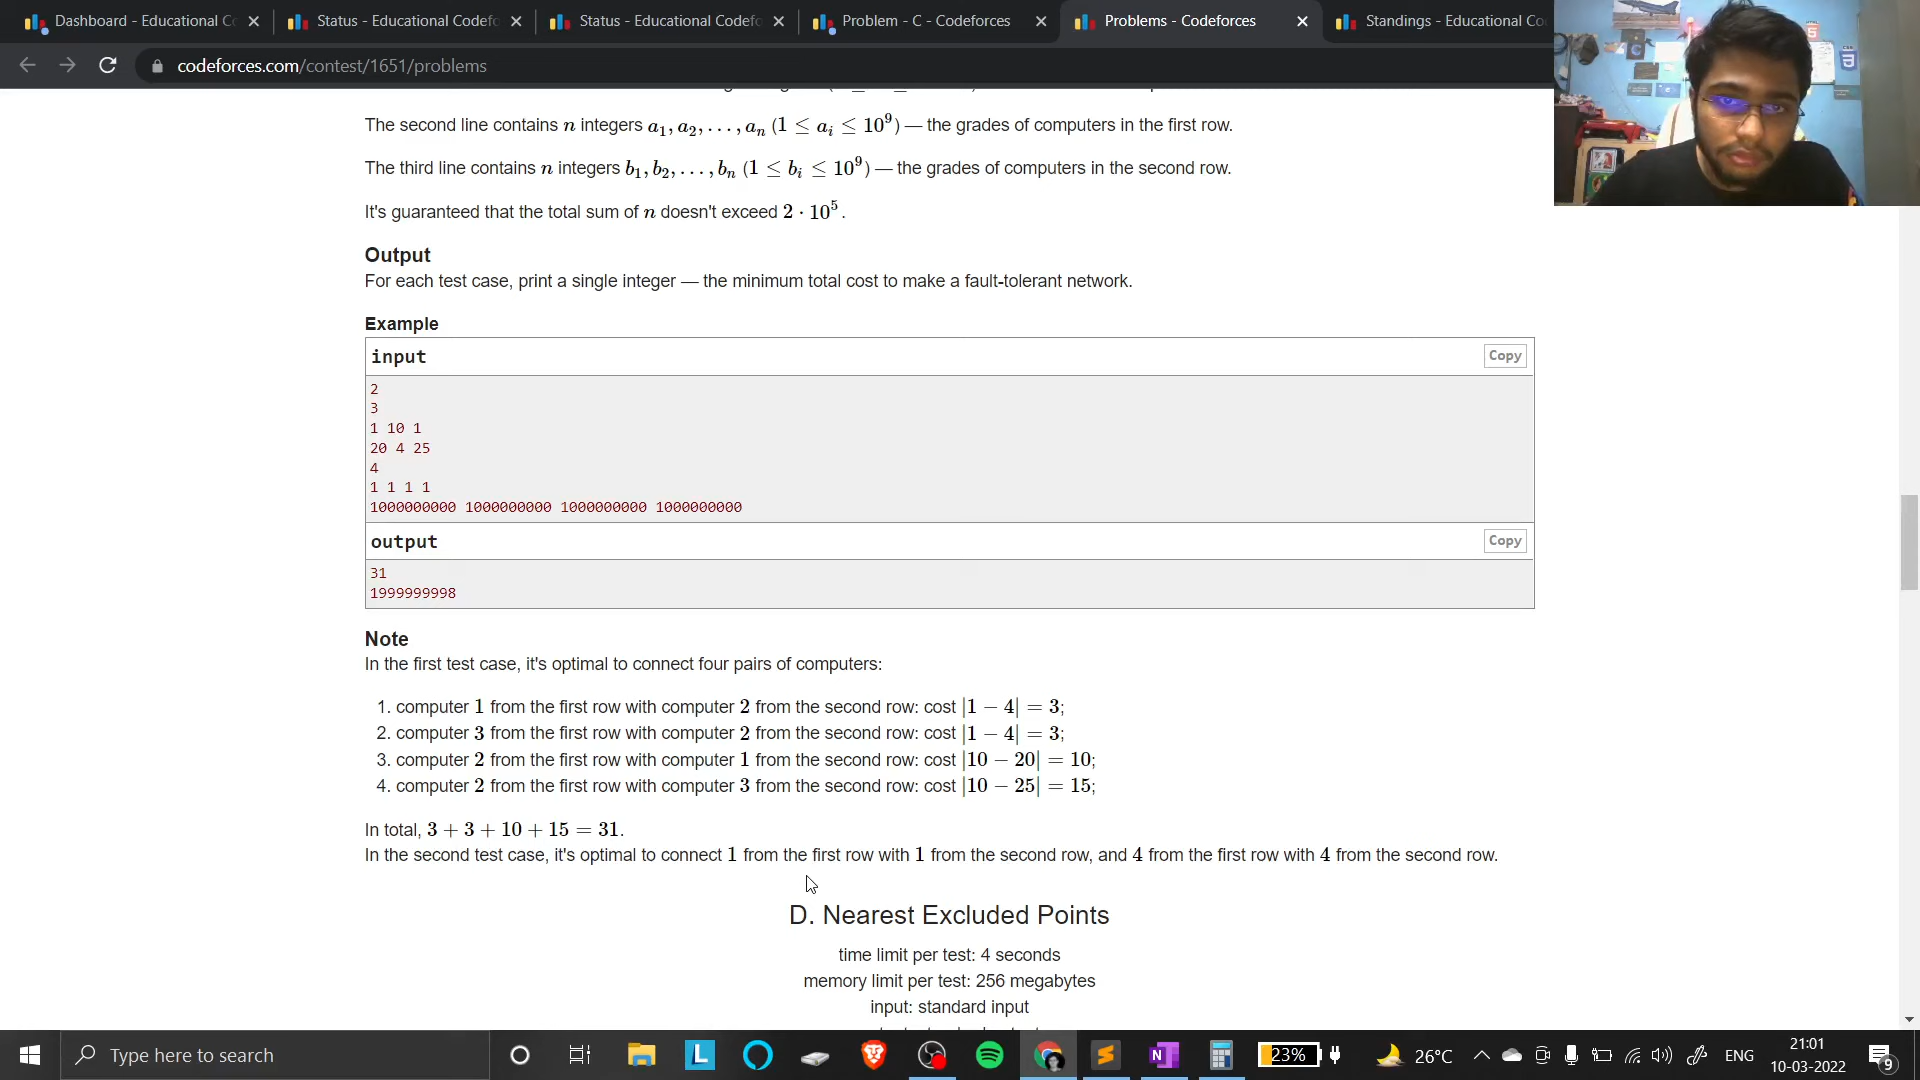 Dashboard - Educational Co
Status - Educational Codefo
Status - Educational Codefo
Problem - C - Codeforces
Problems - Codeforces
Standings - Educational Co
codeforces.com/contest/1651/problems
The second line contains n integers a₁, a₂, …, aₙ (1 ≤ aᵢ ≤ 10⁹) — the grades of computers in the first row.
The third line contains n integers b₁, b₂, …, bₙ (1 ≤ bᵢ ≤ 10⁹) — the grades of computers in the second row.
It's guaranteed that the total sum of n doesn't exceed 2 · 10⁵.
Output
For each test case, print a single integer — the minimum total cost to make a fault-tolerant network.
Example
input
Copy
2
3
1 10 1
20 4 25
4
1 1 1 1
1000000000 1000000000 1000000000 1000000000
output
Copy
31
1999999998
Note
In the first test case, it's optimal to connect four pairs of computers:
1. computer 1 from the first row with computer 2 from the second row: cost |1 − 4| = 3;
2. computer 3 from the first row with computer 2 from the second row: cost |1 − 4| = 3;
3. computer 2 from the first row with computer 1 from the second row: cost |10 − 20| = 10;
4. computer 2 from the first row with computer 3 from the second row: cost |10 − 25| = 15;
In total, 3 + 3 + 10 + 15 = 31.
In the second test case, it's optimal to connect 1 from the first row with 1 from the second row, and 4 from the first row with 4 from the second row.
D. Nearest Excluded Points
time limit per test: 4 seconds
memory limit per test: 256 megabytes
input: standard input
Type here to search
L
N
23%
26°C
ENG
21:01
10-03-2022
9